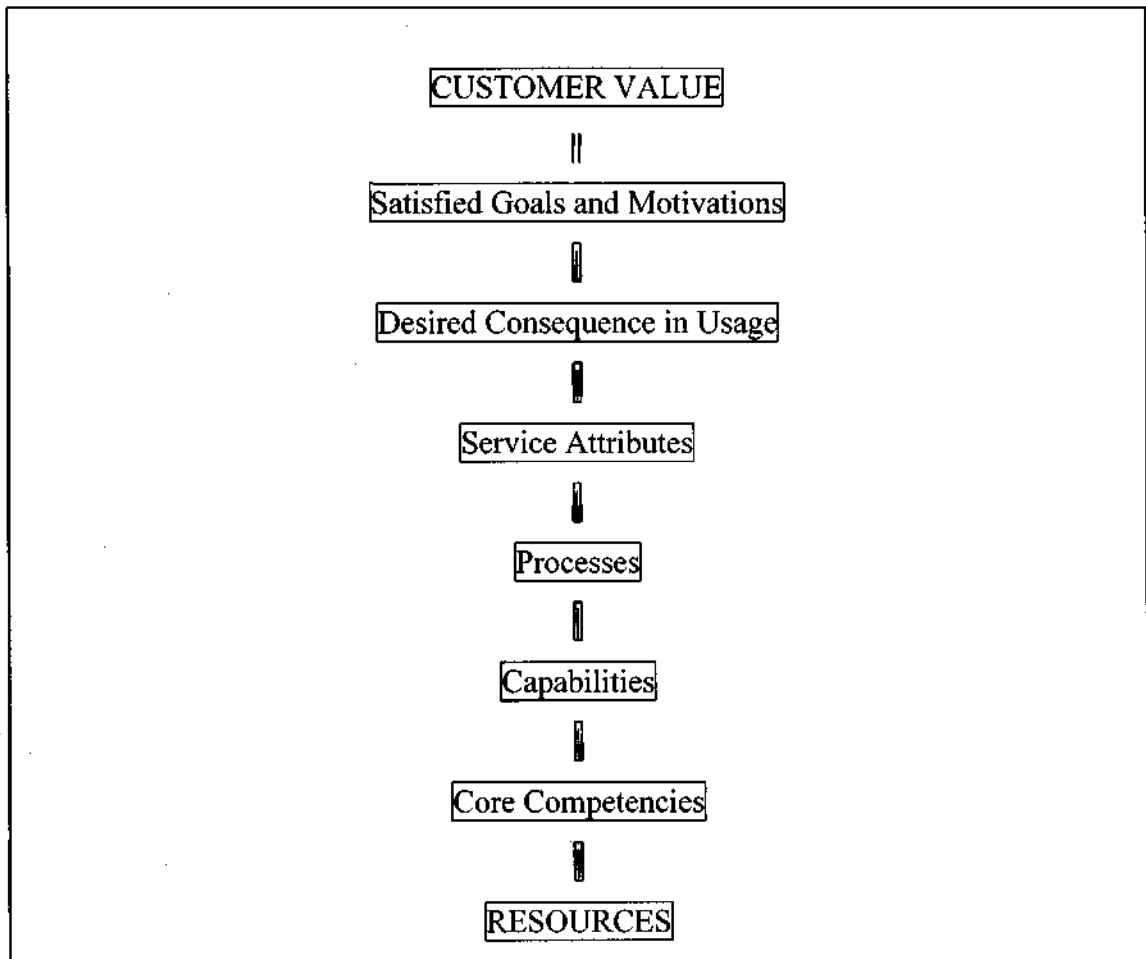 CUSTOMER VALUE
Satisfied Goals and Motivations
Desired Consequence in Usage
Service Attributes
Processes
Capabilities
Core Competencies
RESOURCES